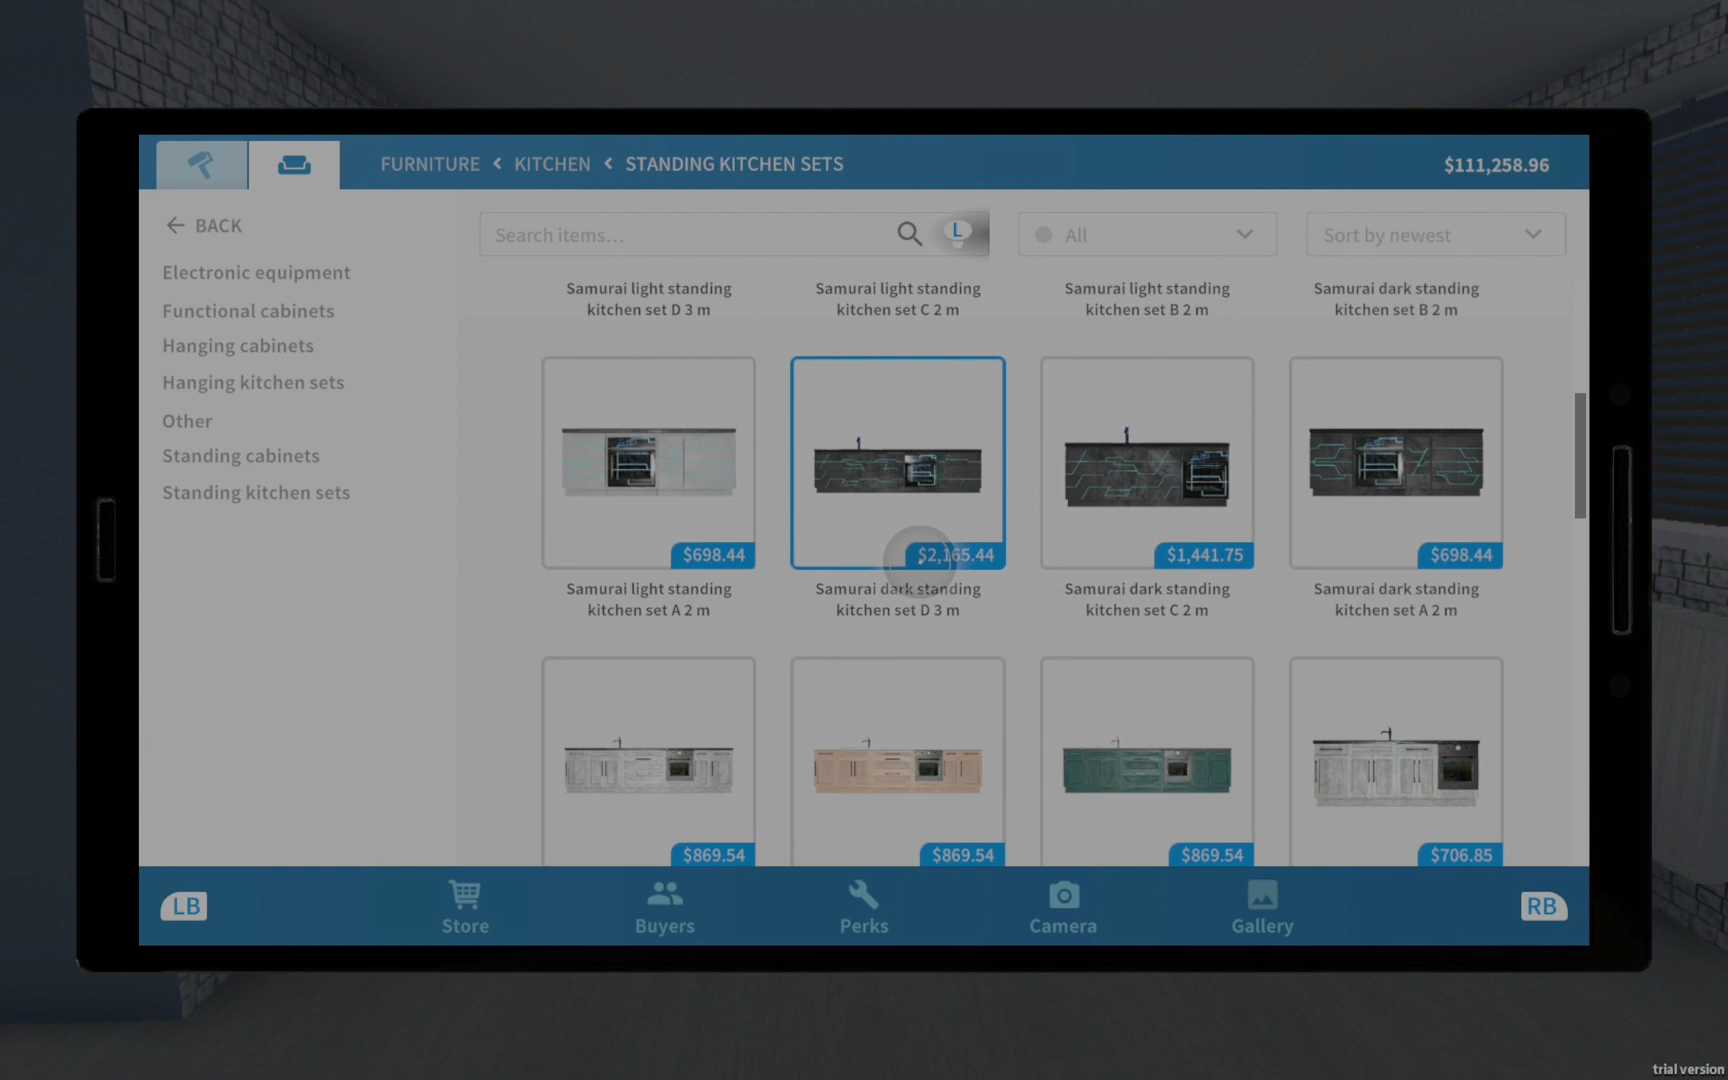 FURNITURE < KITCHEN < STANDING KITCHEN SETS
$111,258.96
BACK
Electronic equipment
Functional cabinets
Hanging cabinets
Hanging kitchen sets
Other
Standing cabinets
Standing kitchen sets
Search items...
L
All
Sort by newest
Samurai light standing
kitchen set D 3 m
Samurai light standing
kitchen set C 2 m
Samurai light standing
kitchen set B 2 m
Samurai dark standing
kitchen set B 2 m
$698.44
Samurai light standing
kitchen set A 2 m
$2,165.44
Samurai dark standing
kitchen set D 3 m
$1,441.75
Samurai dark standing
kitchen set C 2 m
$698.44
Samurai dark standing
kitchen set A 2 m
$869.54
$869.54
$869.54
$706.85
LB
Store
Buyers
Perks
Camera
Gallery
RB
trial version